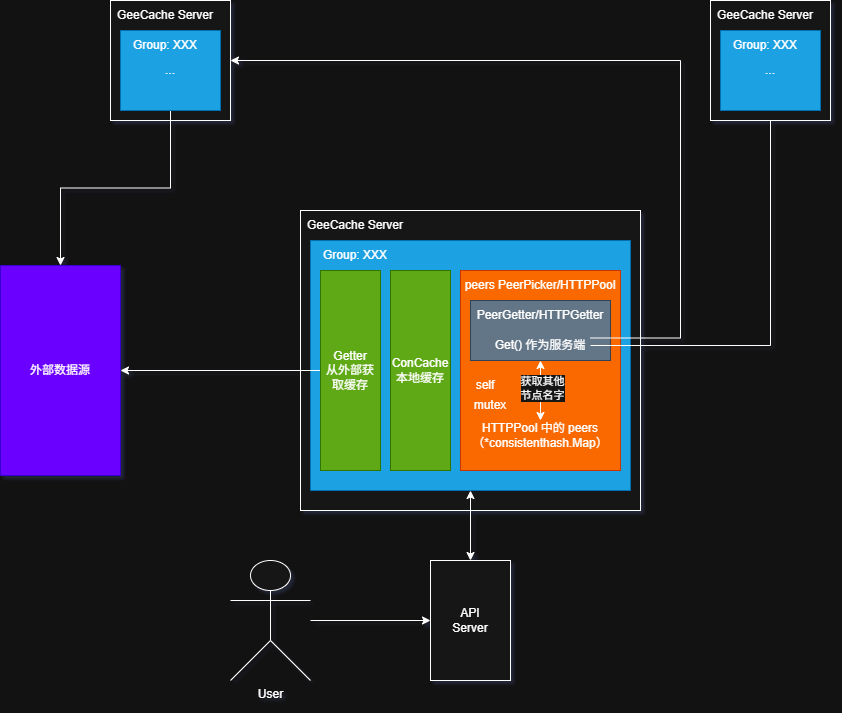 GeeCache Server
Group: XXX
...
GeeCache Server
Group: XXX
...
GeeCache Server
Group: XXX
peers PeerPicker/HTTPPool
PeerGetter/HTTPGetter
Get() 作为服务端
Getter
从外部获
取缓存
ConCache
本地缓存
self
mutex
获取其他
节点名字
HTTPPool 中的 peers
（*consistenthash.Map）
外部数据源
API
Server
User